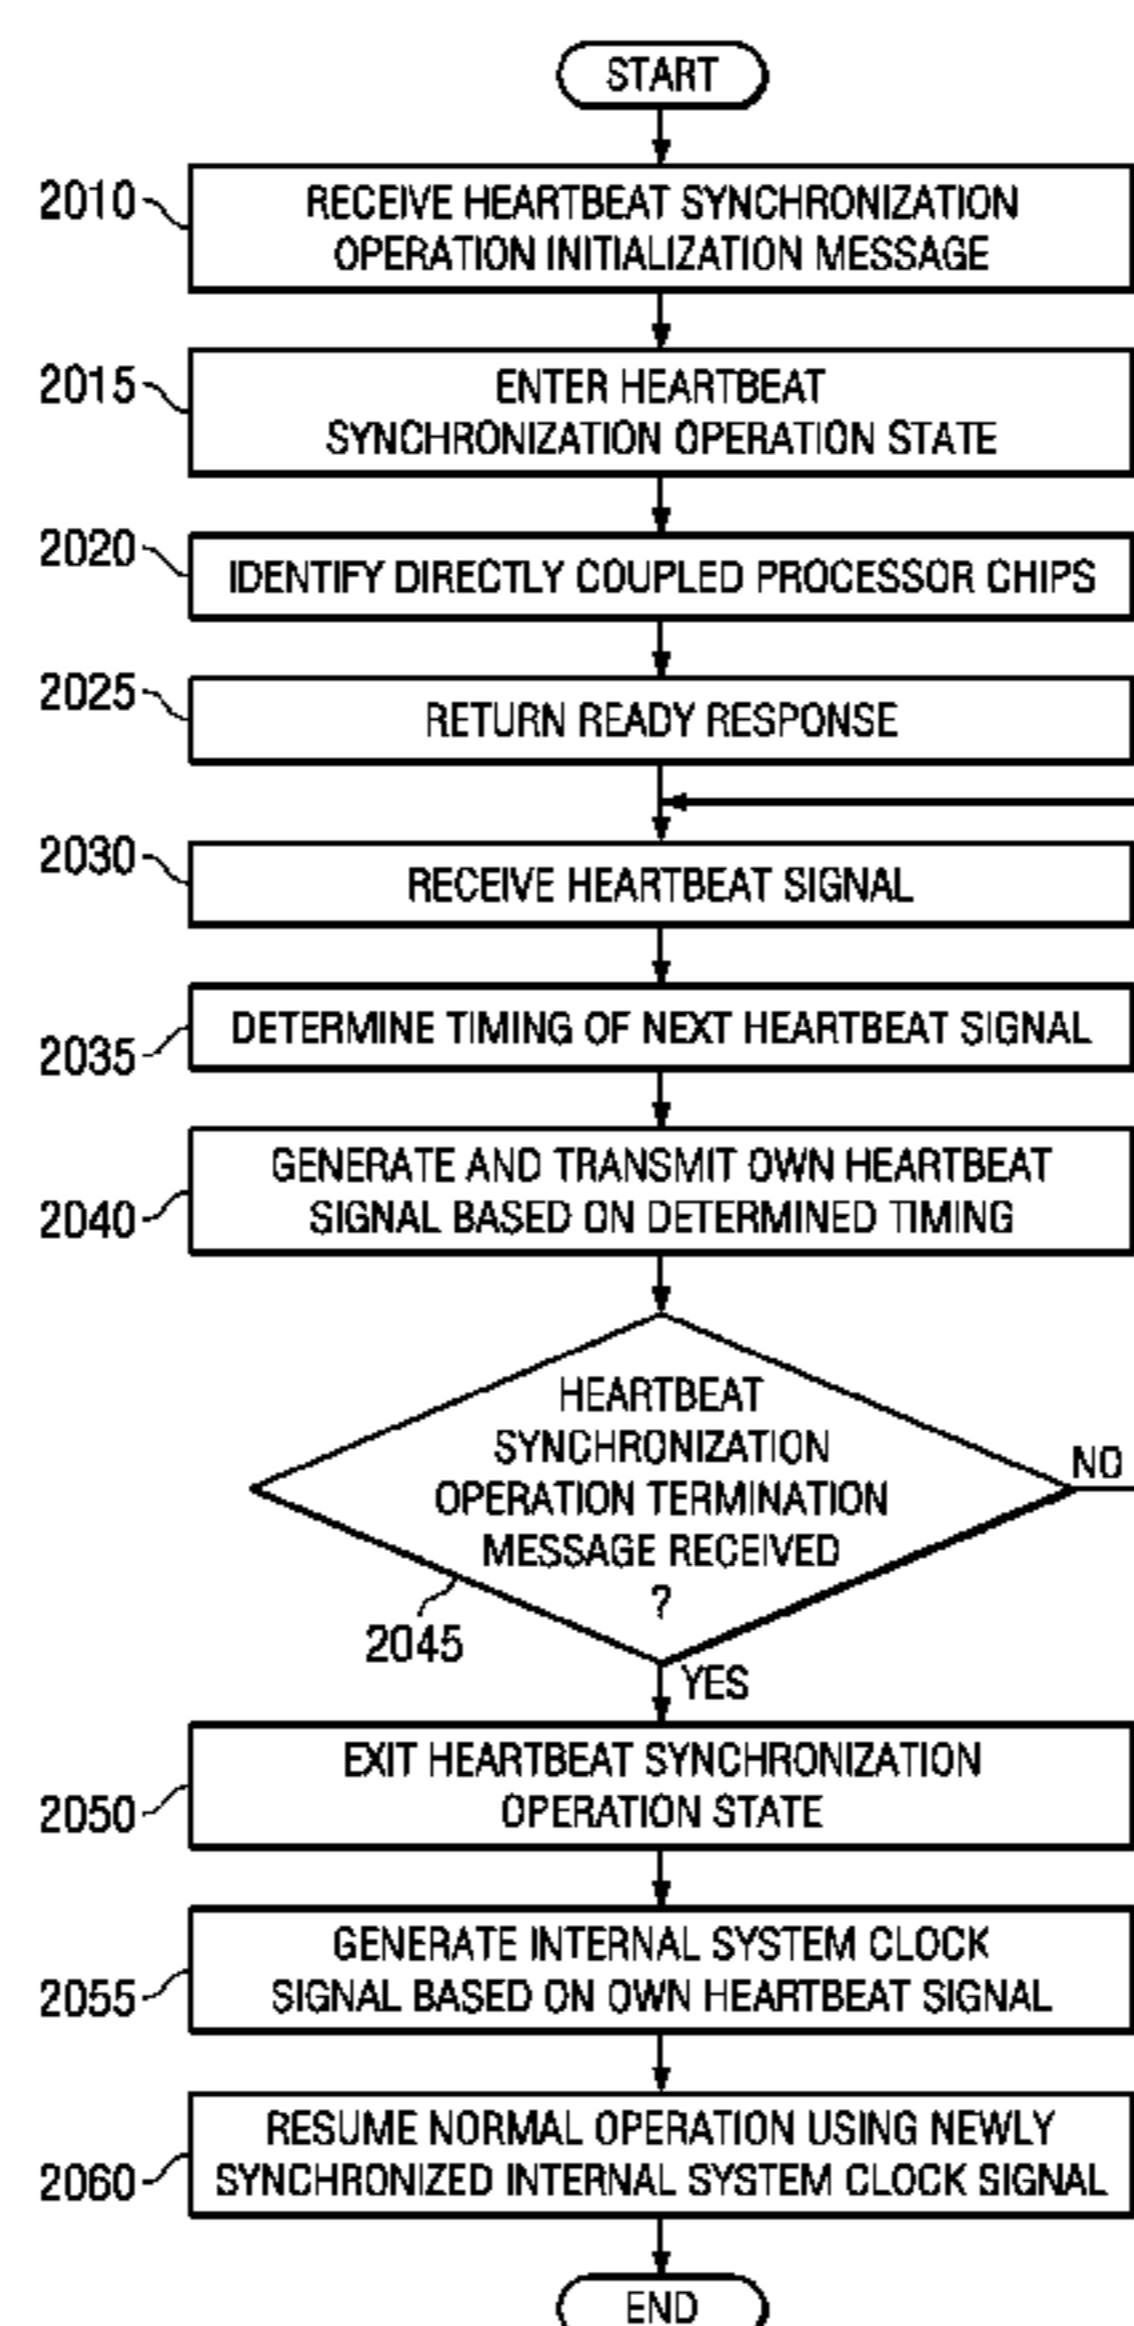 START
2010
RECEIVE HEARTBEAT SYNCHRONIZATION
OPERATION INITIALIZATION MESSAGE
2015
ENTER HEARTBEAT
SYNCHRONIZATION OPERATION STATE
2020
IDENTIFY DIRECTLY COUPLED PROCESSOR CHIPS
2025
RETURN READY RESPONSE
2030
RECEIVE HEARTBEAT SIGNAL
2035
DETERMINE TIMING OF NEXT HEARTBEAT SIGNAL
2040
GENERATE AND TRANSMIT OWN HEARTBEAT
SIGNAL BASED ON DETERMINED TIMING
HEARTBEAT
SYNCHRONIZATION
OPERATION TERMINATION
MESSAGE RECEIVED
?
NO
2045
YES
2050
EXIT HEARTBEAT SYNCHRONIZATION
OPERATION STATE
2055
GENERATE INTERNAL SYSTEM CLOCK
SIGNAL BASED ON OWN HEARTBEAT SIGNAL
2060
RESUME NORMAL OPERATION USING NEWLY
SYNCHRONIZED INTERNAL SYSTEM CLOCK SIGNAL
END